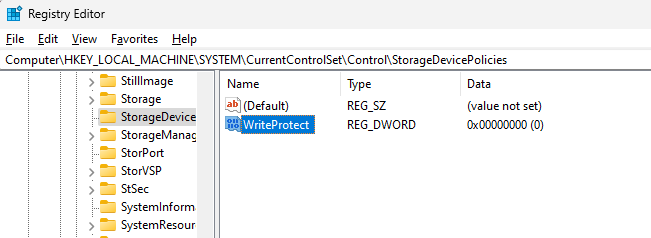 Registry Editor
File Edit View Favorites Help
Computer\HKEY_LOCAL_MACHINE\SYSTEM\CurrentControlSet\Control\StorageDevicePolicies
StillImage
Storage
StorageDevice
StorageManag
StorPort
StorVSP
StSec
SystemInform
SystemResour
Name Type Data
ab (Default) REG_SZ (value not set)
WriteProtect REG_DWORD 0x00000000 (0)